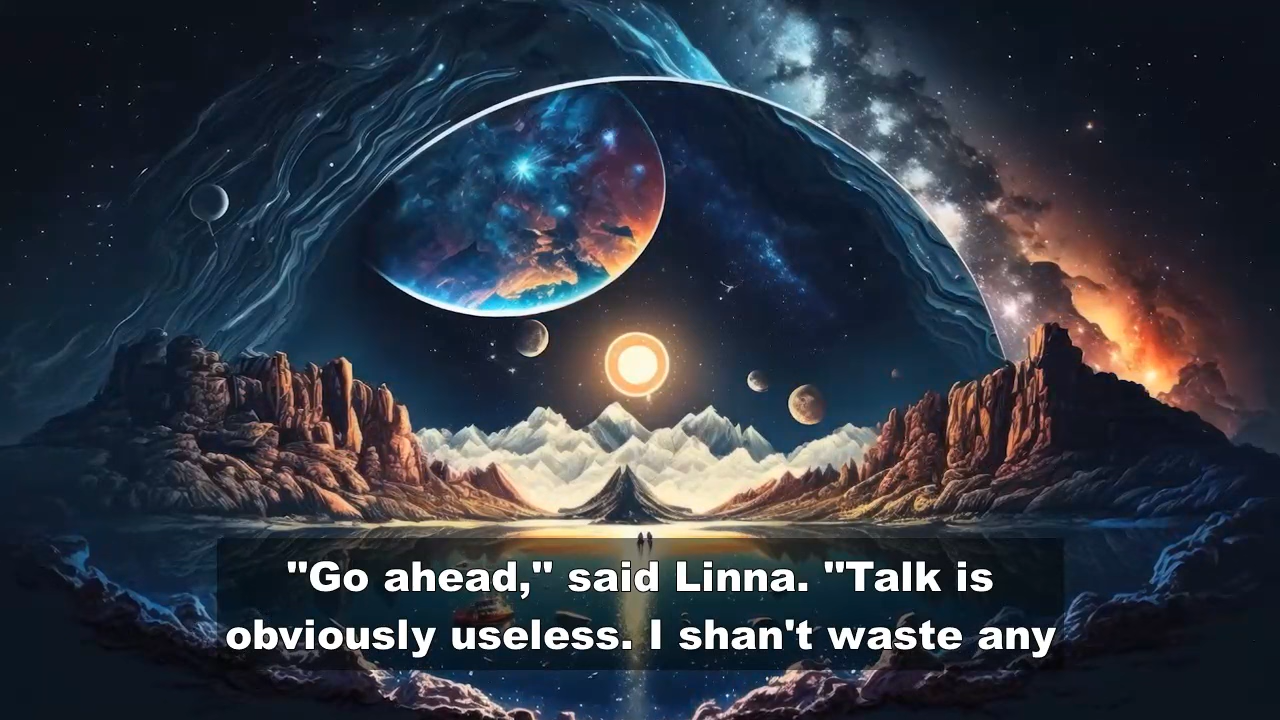 "Go ahead," said Linna. "Talk is
obviously useless. I shan't waste any